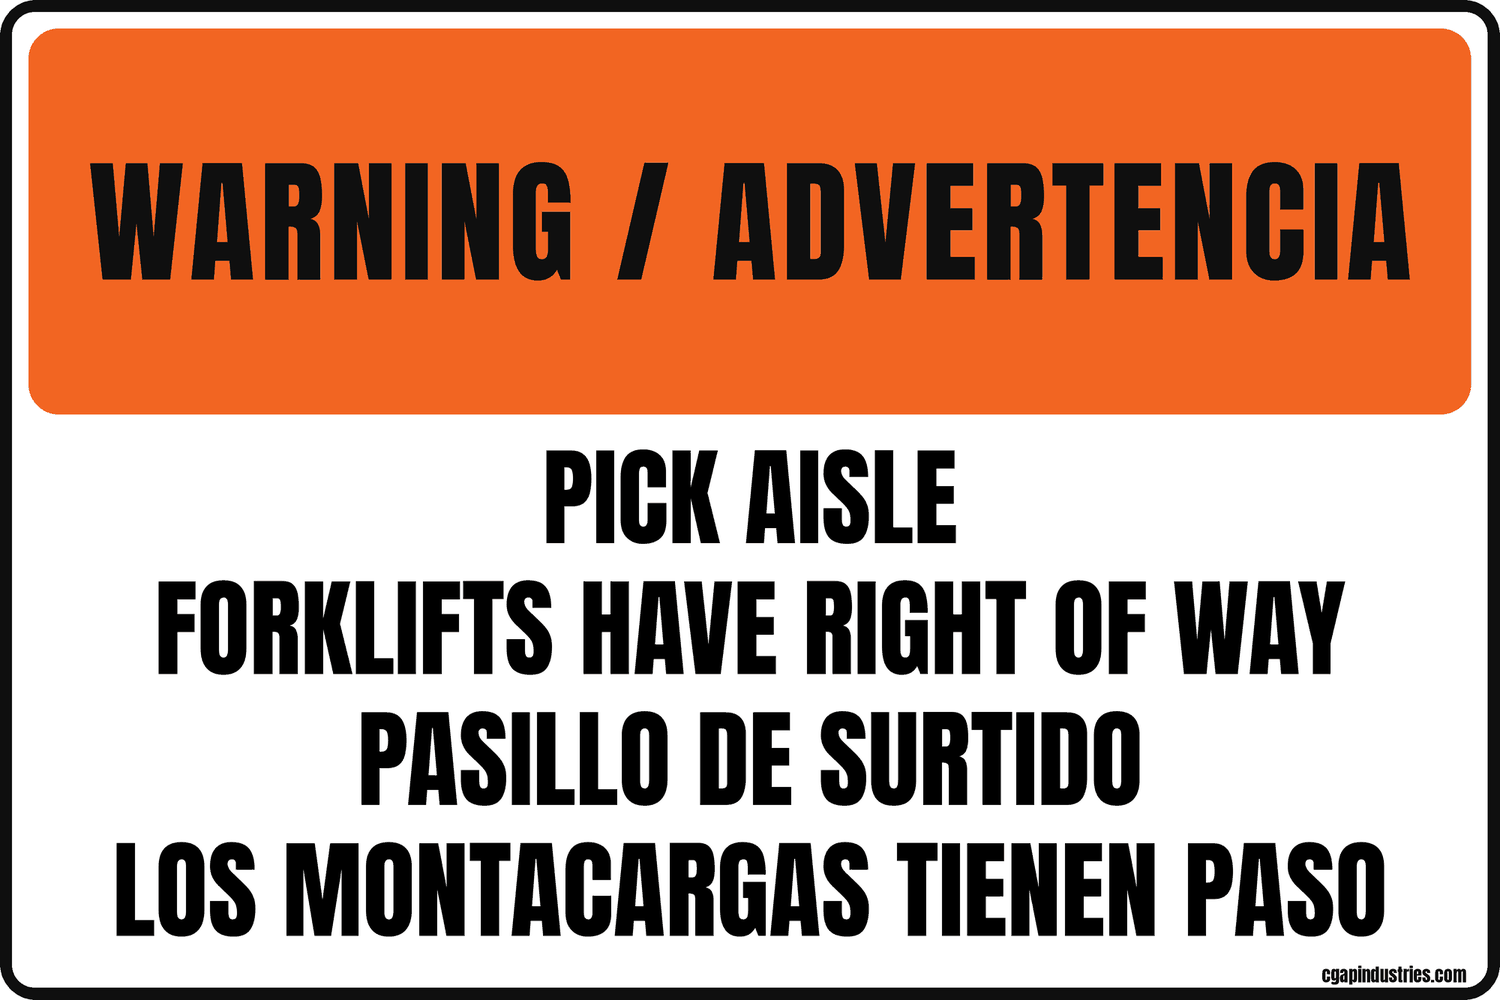 WARNING / ADVERTENCIA
PICK AISLE
FORKLIFTS HAVE RIGHT OF WAY
PASILLO DE SURTIDO
LOS MONTACARGAS TIENEN PASO
cgapindustries.com